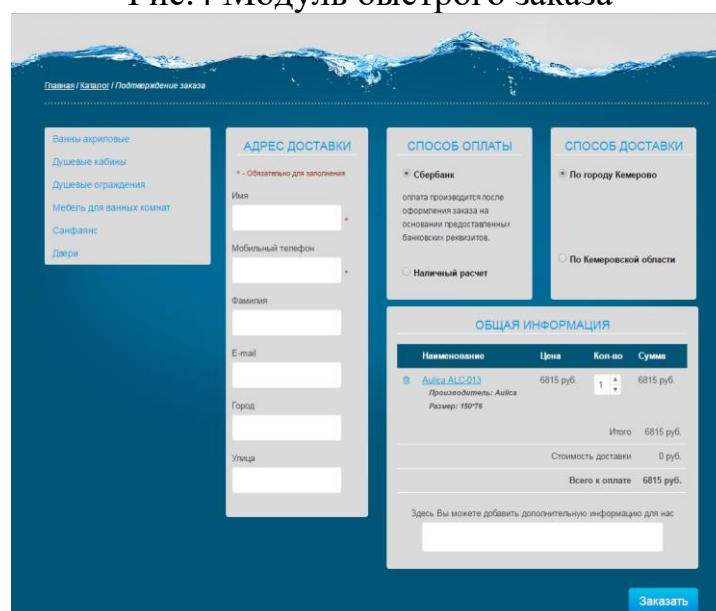 Рис.4 Модуль быстрого заказа
Главная / Каталог / Подтверждение заказа
Ванны акриловые
Душевые кабины
Душевые ограждения
Мебель для ванных комнат
Санфаянс
Двери
АДРЕС ДОСТАВКИ
* - Обязательно для заполнения
Имя
*
Мобильный телефон
*
Фамилия
E-mail
Город
Улица
СПОСОБ ОПЛАТЫ
Сбербанк
оплата производится после
оформления заказа на
основании предоставленных
банковских реквизитов.
Наличный расчет
СПОСОБ ДОСТАВКИ
По городу Кемерово
По Кемеровской области
ОБЩАЯ ИНФОРМАЦИЯ
Наименование Цена Кол-во Сумма
Aulica ALC-013 6815 руб. 1 6815 руб.
Производитель: Aulica
Размер: 150*76
Итого 6815 руб.
Стоимость доставки 0 руб.
Всего к оплате 6815 руб.
Здесь Вы можете добавить дополнительную информацию для нас
Заказать